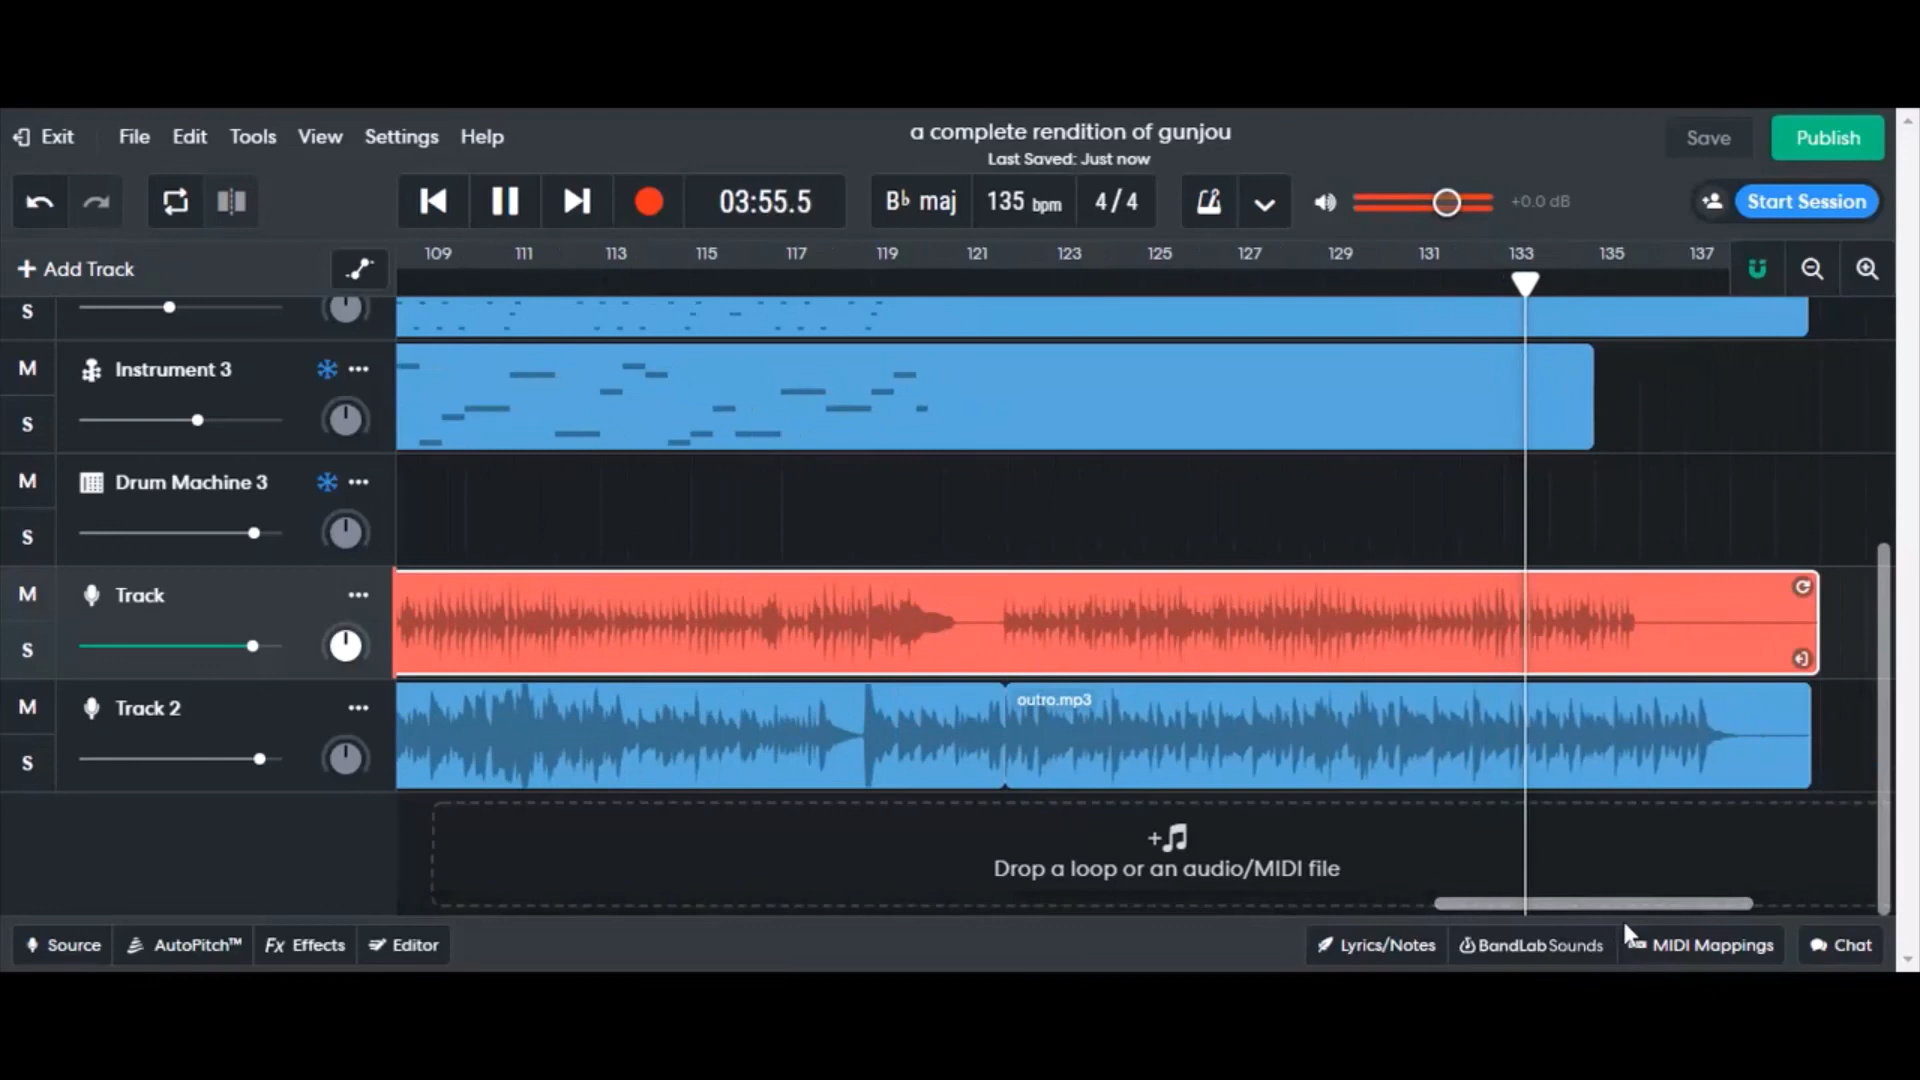 Exit File Edit Tools View Settings Help
a complete rendition of gunjou
Last Saved: Just now
Save Publish
03:55.5 B♭ maj 135 bpm 4/4 +0.0 dB Start Session
+ Add Track
109 111 113 115 117 119 121 123 125 127 129 131 133 135 137
S
M Instrument 3
S
M Drum Machine 3
S
M Track
S
M Track 2
outro.mp3
S
Drop a loop or an audio/MIDI file
Source AutoPitch™ Fx Effects Editor Lyrics/Notes BandLab Sounds MIDI Mappings Chat